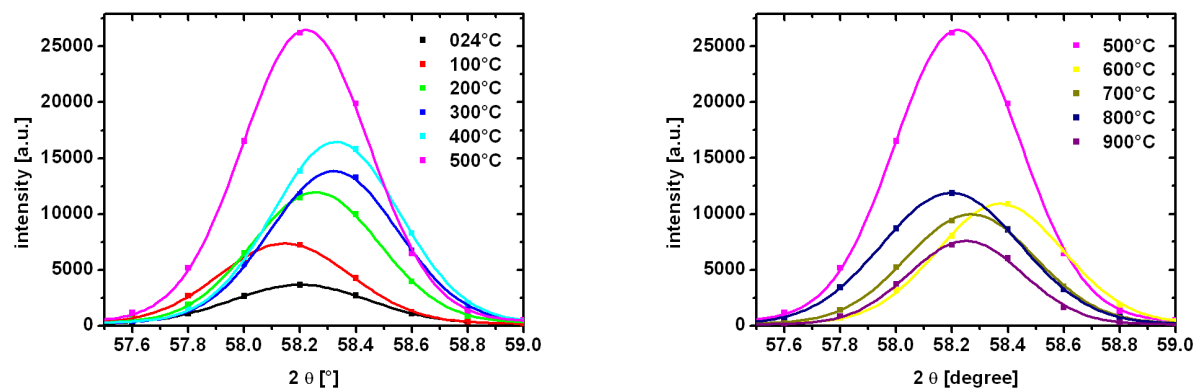 25000
20000
15000
10000
5000
0
intensity [a.u.]
024°C
100°C
200°C
300°C
400°C
500°C
57.6 57.8 58.0 58.2 58.4 58.6 58.8 59.0
2 θ [°]
25000
20000
15000
10000
5000
0
intensity [a.u.]
500°C
600°C
700°C
800°C
900°C
57.6 57.8 58.0 58.2 58.4 58.6 58.8 59.0
2 θ [degree]